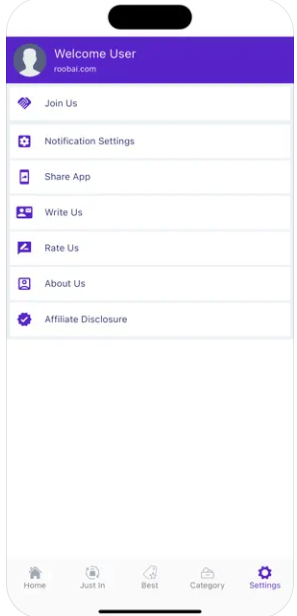 Welcome User
roobai.com
Join Us
Notification Settings
Share App
Write Us
Rate Us
About Us
Affiliate Disclosure
Home Just In Best Category Settings